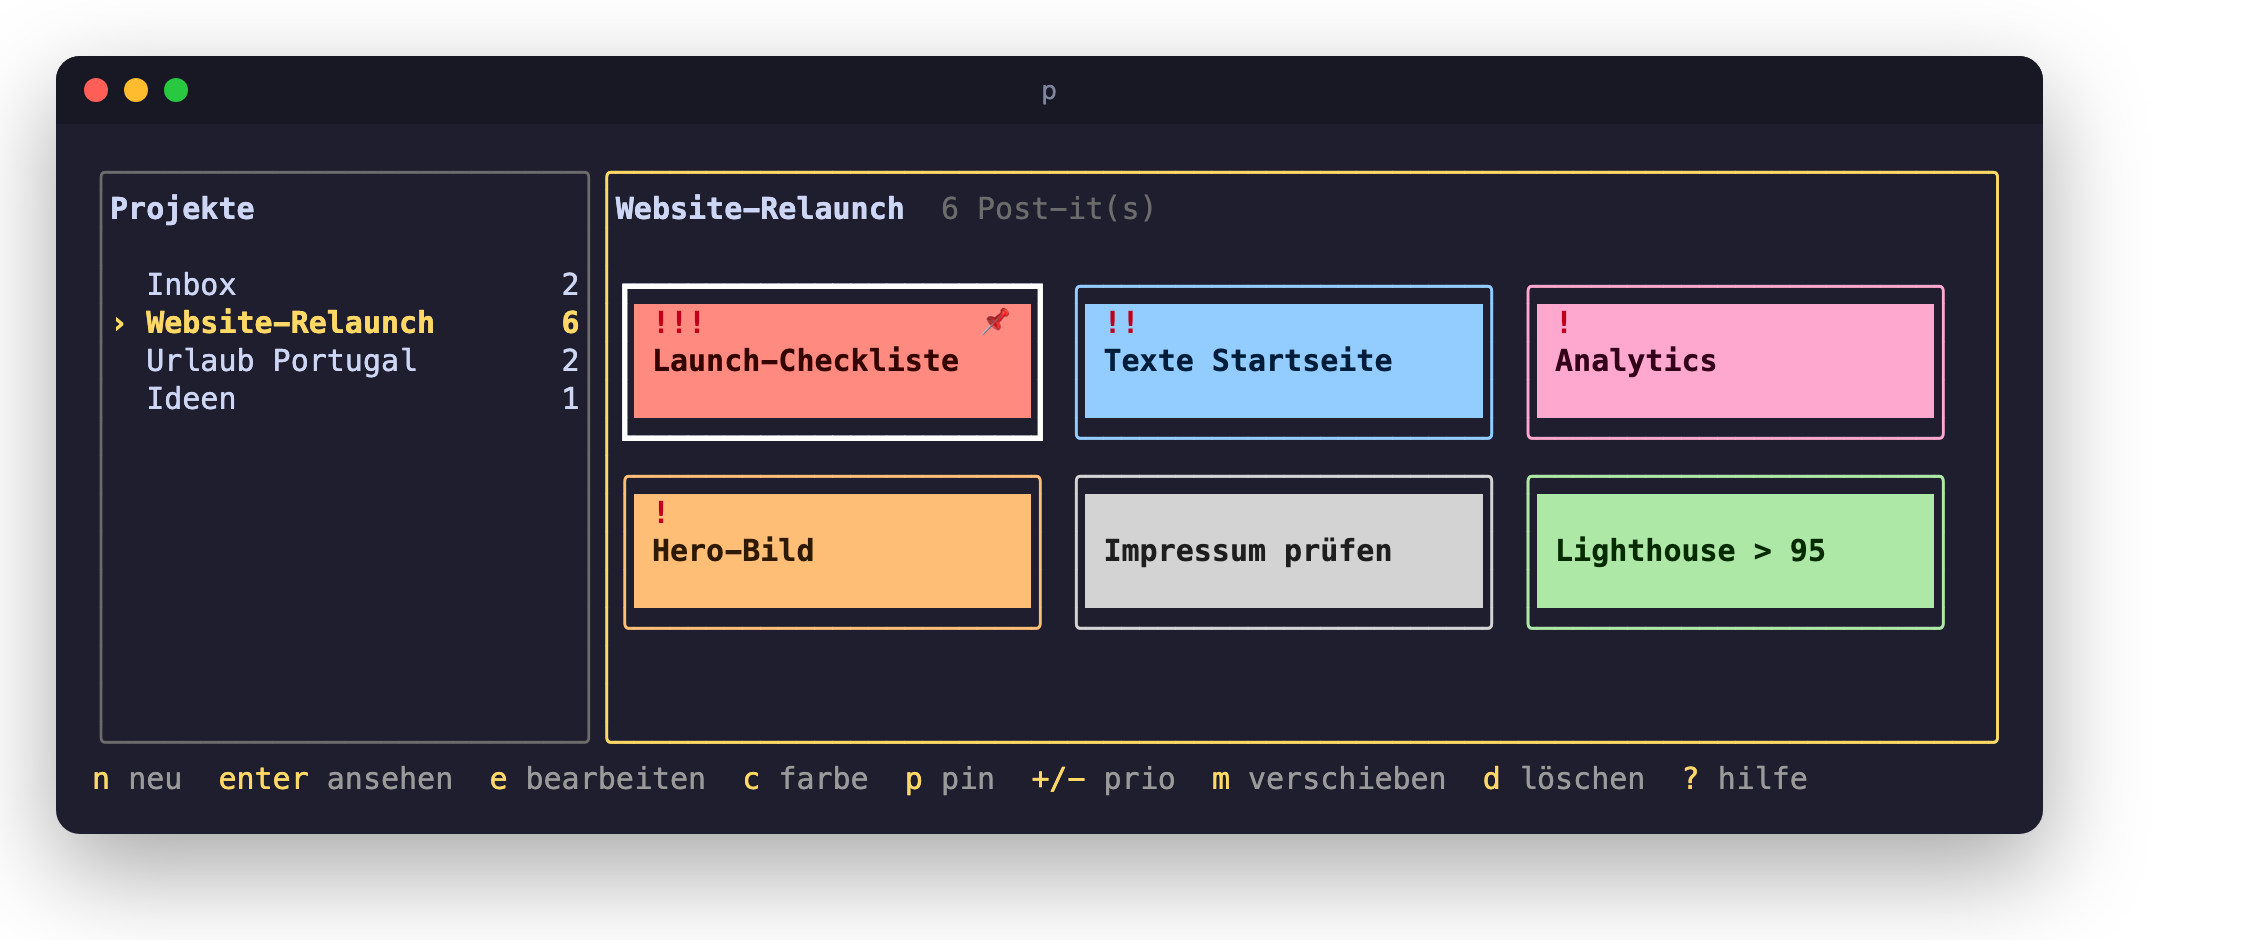 p
Projekte
Inbox 2
› Website-Relaunch 6
Urlaub Portugal 2
Ideen 1
Website-Relaunch 6 Post-it(s)
!!! 📌
Launch-Checkliste
!!
Texte Startseite
!
Analytics
!
Hero-Bild
Impressum prüfen
Lighthouse > 95
n neu enter ansehen e bearbeiten c farbe p pin +/- prio m verschieben d löschen ? hilfe